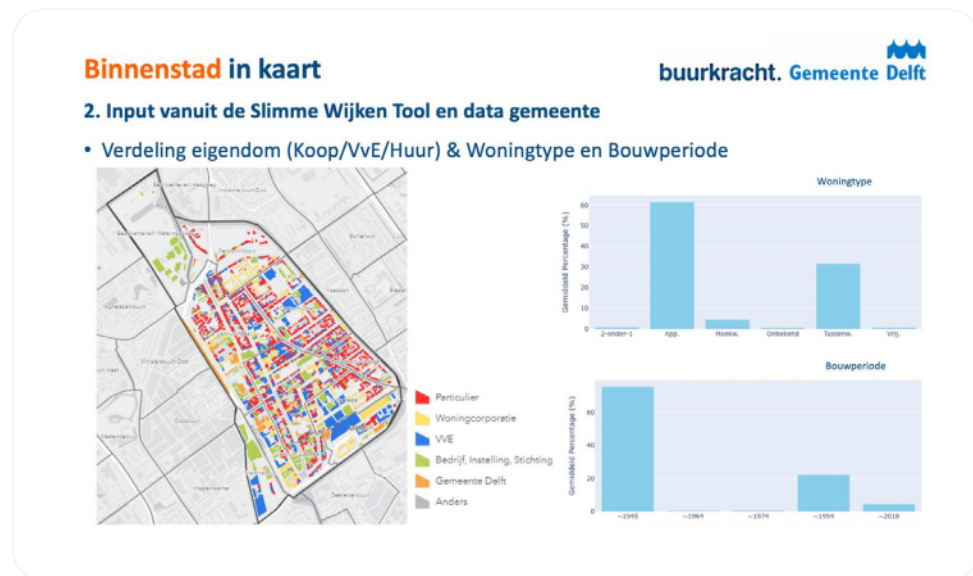 Binnenstad in kaart
buurkracht. Gemeente Delft
2. Input vanuit de Slimme Wijken Tool en data gemeente
• Verdeling eigendom (Koop/VvE/Huur) & Woningtype en Bouwperiode
Particulier
Woningcorporatie
VVE
Bedrijf, Instelling, Stichting
Gemeente Delft
Anders
Woningtype
Gemiddeld Percentage (%)
60
50
40
30
20
10
0
2-onder-1 App. Hoekw. Onbekend Tussenw. Vrij.
Bouwperiode
Gemiddeld Percentage (%)
60
40
20
0
~1945 ~1964 ~1974 ~1994 ~2018